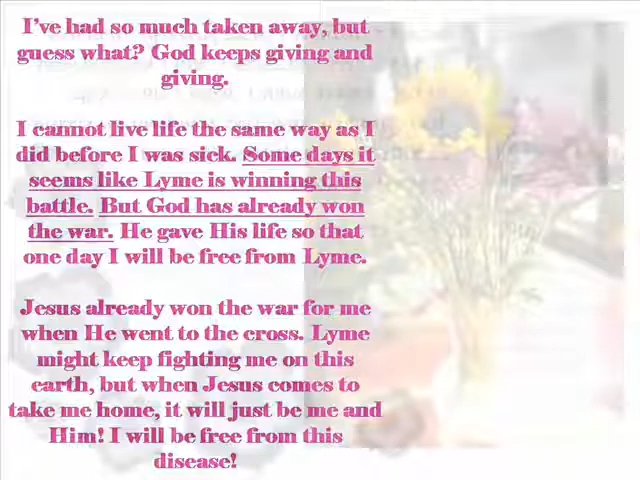 I've had so much taken away, but
guess what? God keeps giving and
giving.
I cannot live life the same way as I
did before I was sick. Some days it
seems like Lyme is winning this
battle. But God has already won
the war. He gave His life so that
one day I will be free from Lyme.
Jesus already won the war for me
when He went to the cross. Lyme
might keep fighting me on this
earth, but when Jesus comes to
take me home, it will just be me and
Him! I will be free from this
disease!